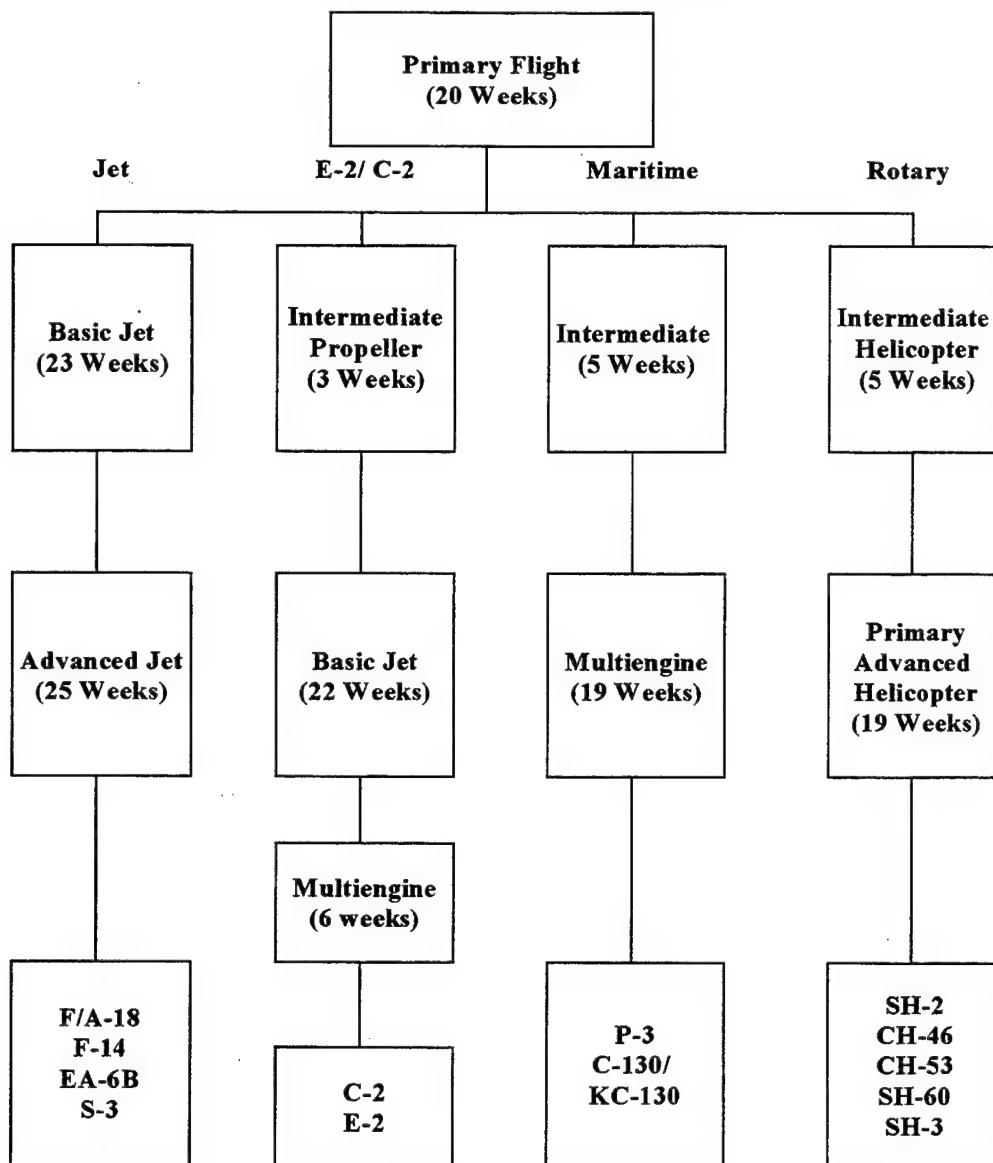 Primary Flight
(20 Weeks)
Jet
E-2/ C-2
Maritime
Rotary
Basic Jet
(23 Weeks)
Intermediate
Propeller
(3 Weeks)
Intermediate
(5 Weeks)
Intermediate
Helicopter
(5 Weeks)
Advanced Jet
(25 Weeks)
Basic Jet
(22 Weeks)
Multiengine
(19 Weeks)
Primary
Advanced
Helicopter
(19 Weeks)
Multiengine
(6 weeks)
F/A-18
F-14
EA-6B
S-3
C-2
E-2
P-3
C-130/
KC-130
SH-2
CH-46
CH-53
SH-60
SH-3